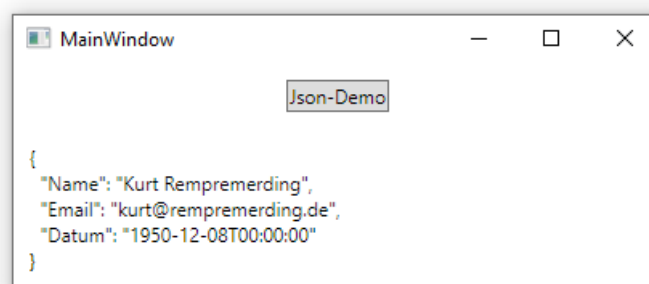 MainWindow
Json-Demo
{
"Name": "Kurt Rempremerding",
"Email": "kurt@rempremerding.de",
"Datum": "1950-12-08T00:00:00"
}